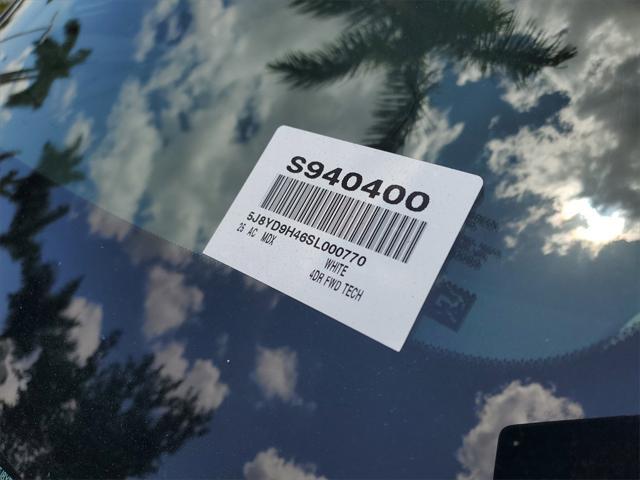 S940400
5J8YD9H46SL000770
25 AC MDX
WHITE
4DR FWD TECH